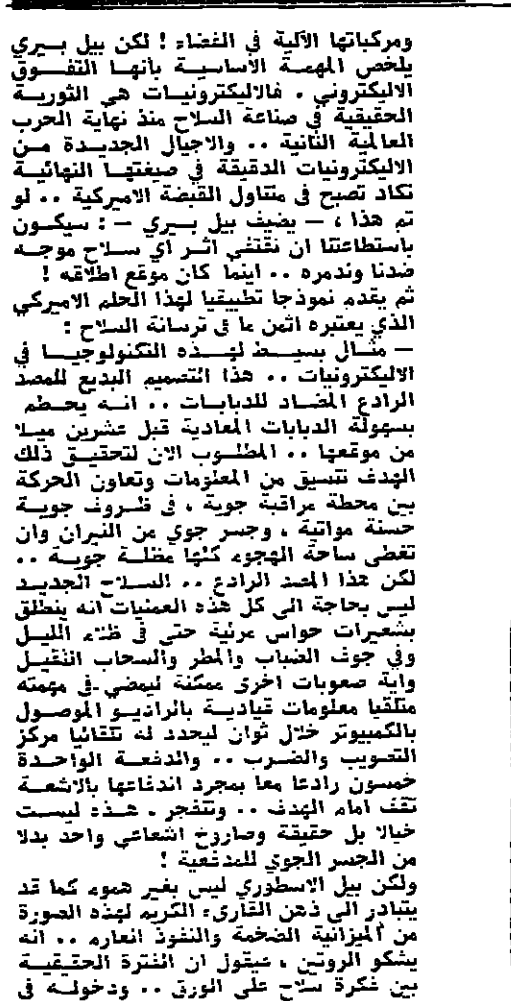 ومركباتها الآلية في الفضاء ! لكن بيل بيري
يلخص المهمة الاساسية بأنها التفوق
الاليكتروني . فالاليكترونيات هي الثورية
الحقيقية في صناعة السلاح منذ نهاية الحرب
العالمية الثانية .. والاجيال الجديدة من
الاليكترونيات الدقيقة في صيغتها النهائية
تكاد تصبح في متناول القبضة الاميركية .. لو
تم هذا ، — يضيف بيل بيري — : سيكون
باستطاعتنا ان نقتفي اثر اي سلاح موجه
ضدنا وندمره .. اينما كان موقع اطلاقه !
ثم يقدم نموذجا تطبيقيا لهذا الحلم الاميركي
الذي يعتبره اثمن ما في ترسانة السلاح :
— مثال بسيط لهذه التكنولوجيا في
الاليكترونيات .. هذا التصميم البديع للمصد
الرادع المضاد للدبابات .. انه يحطم
بسهولة الدبابات المعادية قبل عشرين ميلا
من موقعها .. المطلوب الان لتحقيق ذلك
الهدف تنسيق من المعلومات وتعاون الحركة
بين محطة مراقبة جوية ، في ظروف جوية
حسنة مواتية ، وجسر جوي من النيران وان
تغطى ساحة الهجوم كلها مظلة جوية ..
لكن هذا المصد الرادع .. السلاح الجديد
ليس بحاجة الى كل هذه العمليات انه ينطلق
بشعيرات حواس مرئية حتى في ظلام الليل
وفي جوف الضباب والمطر والسحاب الثقيل
واية صعوبات اخرى ممكنة ليمضي في مهمته
متلقيا معلومات قيادية بالراديو الموصول
بالكمبيوتر خلال ثوان ليحدد له تلقائيا مركز
التصويب والضرب .. والدفعة الواحدة
خمسون رادعا معا بمجرد اندفاعها بالاشعة
تقف امام الهدف .. وتنفجر . هذه ليست
خيالا بل حقيقة وصاروخ اشعاعي واحد بدلا
من الجسر الجوي للمدفعية !
ولكن بيل الاسطوري ليس بغير هموم كما قد
يتبادر الى ذهن القارىء الكريم لهذه الصورة
من الميزانية الضخمة والنفوذ العارم .. انه
يشكو الروتين ، فيقول ان الفترة الحقيقية
بين فكرة سلاح على الورق .. ودخوله في